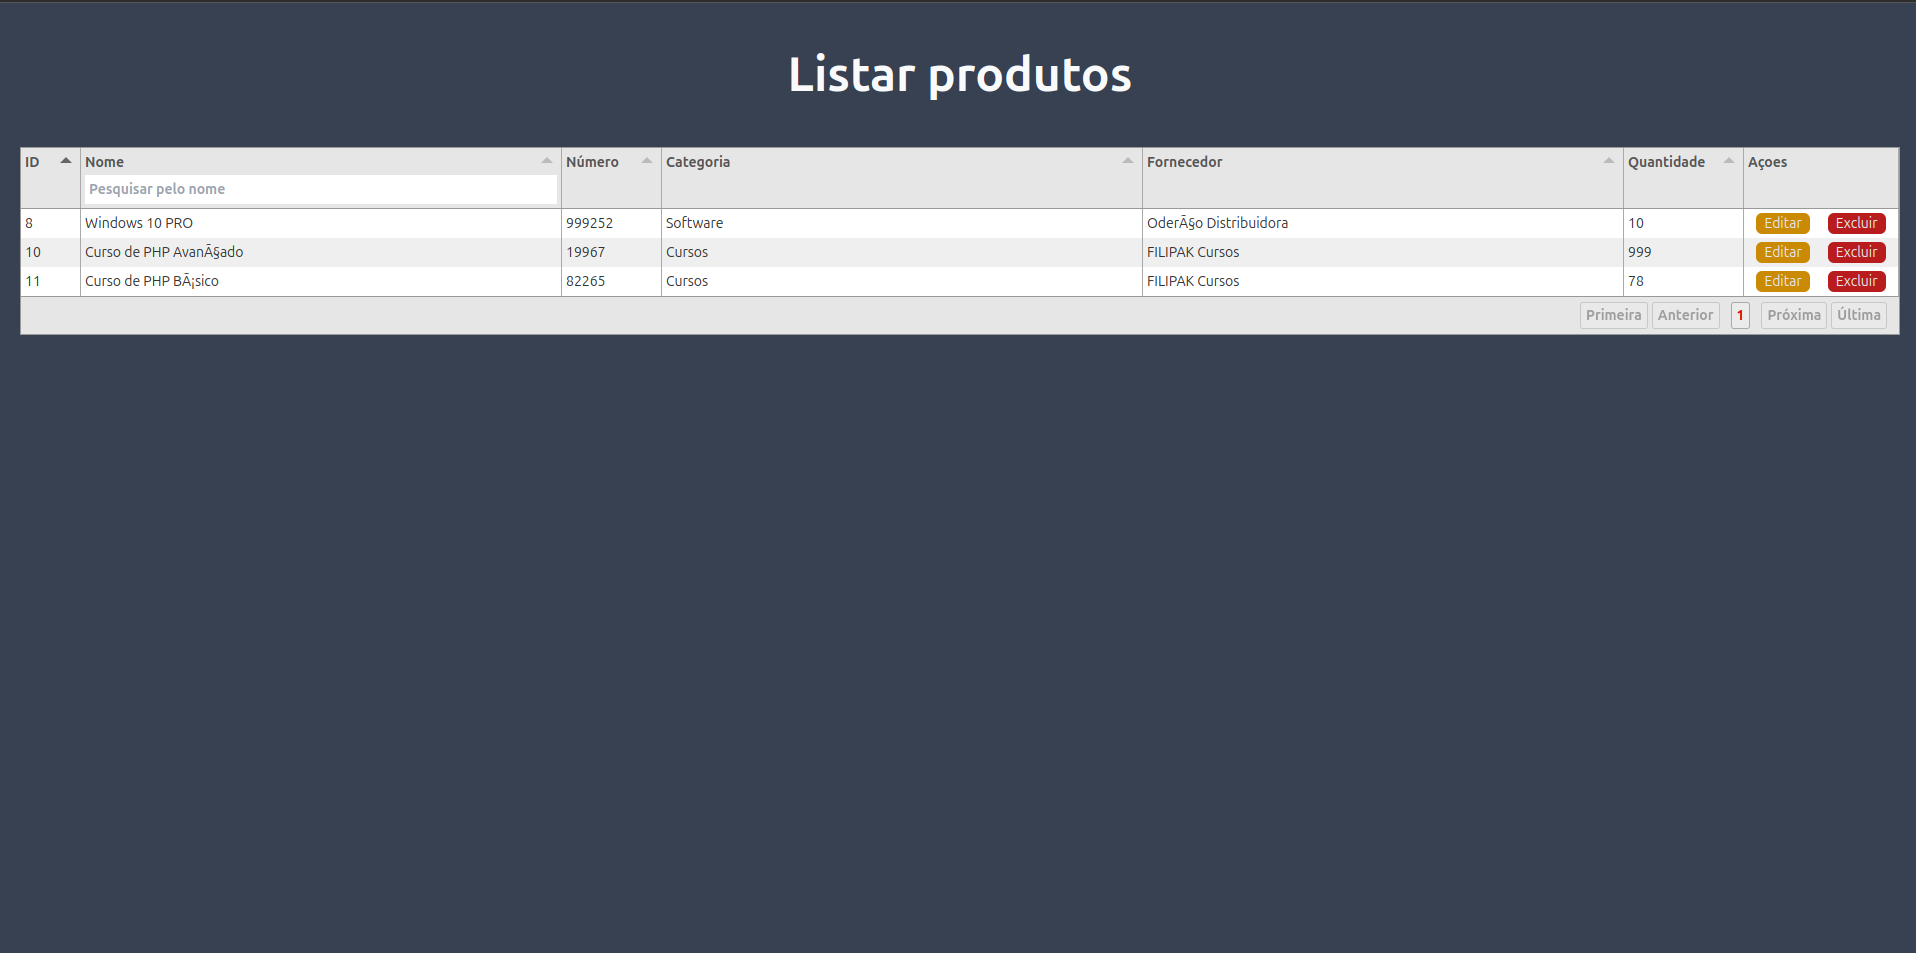 Listar produtos
ID Nome Número Categoria Fornecedor Quantidade Açoes
Pesquisar pelo nome
8 Windows 10 PRO 999252 Software OderÃ§o Distribuidora 10 Editar Excluir
10 Curso de PHP AvanÃ§ado 19967 Cursos FILIPAK Cursos 999 Editar Excluir
11 Curso de PHP BÃ¡sico 82265 Cursos FILIPAK Cursos 78 Editar Excluir
Primeira Anterior 1 Próxima Última